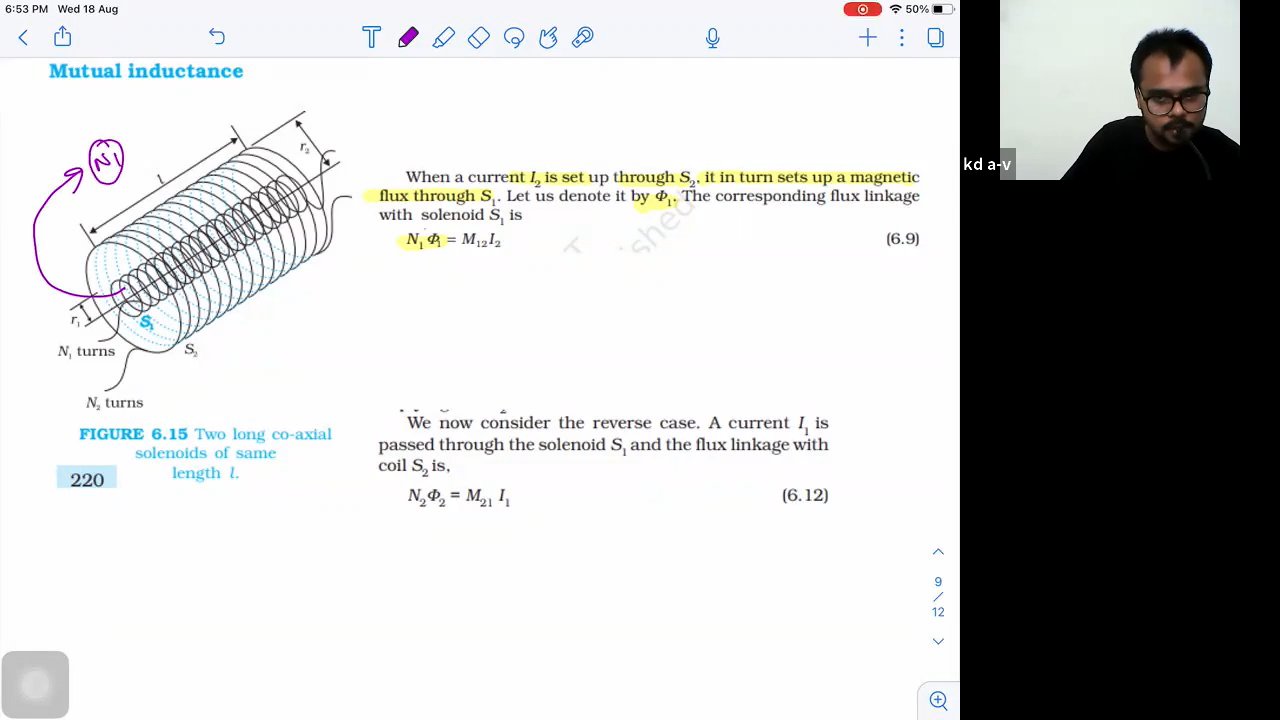 6:53 PM Wed 18 Aug
50%
Mutual inductance
N1
l
r2
When a current I2 is set up through S2, it in turn sets up a magnetic
flux through S1. Let us denote it by Φ1. The corresponding flux linkage
with solenoid S1 is
N1 Φ1 = M12 I2
(6.9)
r1
S1
N1 turns
S2
N2 turns
FIGURE 6.15 Two long co-axial
solenoids of same
length l.
220
We now consider the reverse case. A current I1 is
passed through the solenoid S1 and the flux linkage with
coil S2 is,
N2Φ2 = M21 I1
(6.12)
9
/
12
kd a-v